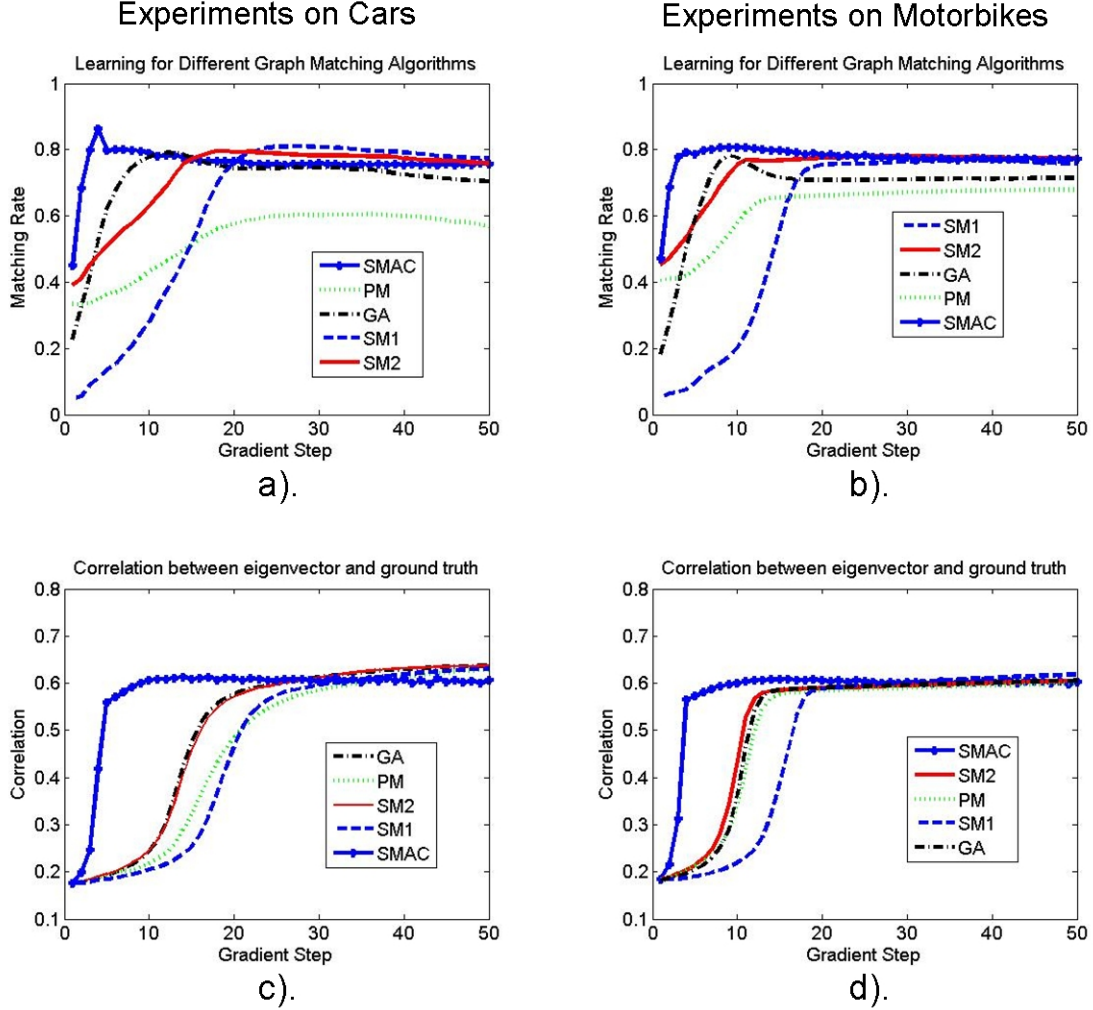 Experiments on Cars
Experiments on Motorbikes
Learning for Different Graph Matching Algorithms
Matching Rate
1
0.8
0.6
0.4
0.2
0
SMAC
PM
GA
SM1
SM2
0 10 20 30 40 50
Gradient Step
a).
Learning for Different Graph Matching Algorithms
Matching Rate
1
0.8
0.6
0.4
0.2
0
SM1
SM2
GA
PM
SMAC
0 10 20 30 40 50
Gradient Step
b).
Correlation between eigenvector and ground truth
Correlation
0.8
0.7
0.6
0.5
0.4
0.3
0.2
0.1
GA
PM
SM2
SM1
SMAC
0 10 20 30 40 50
Gradient Step
c).
Correlation between eigenvector and ground truth
Correlation
0.8
0.7
0.6
0.5
0.4
0.3
0.2
0.1
SMAC
SM2
PM
SM1
GA
0 10 20 30 40 50
Gradient Step
d).